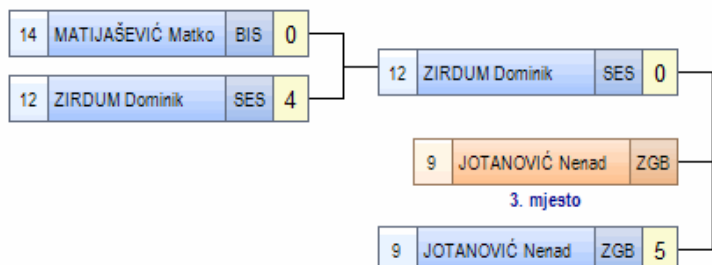 14 MATIJAŠEVIĆ Matko BIS 0
12 ZIRDUM Dominik SES 4
12 ZIRDUM Dominik SES 0
9 JOTANOVIĆ Nenad ZGB
3. mjesto
9 JOTANOVIĆ Nenad ZGB 5